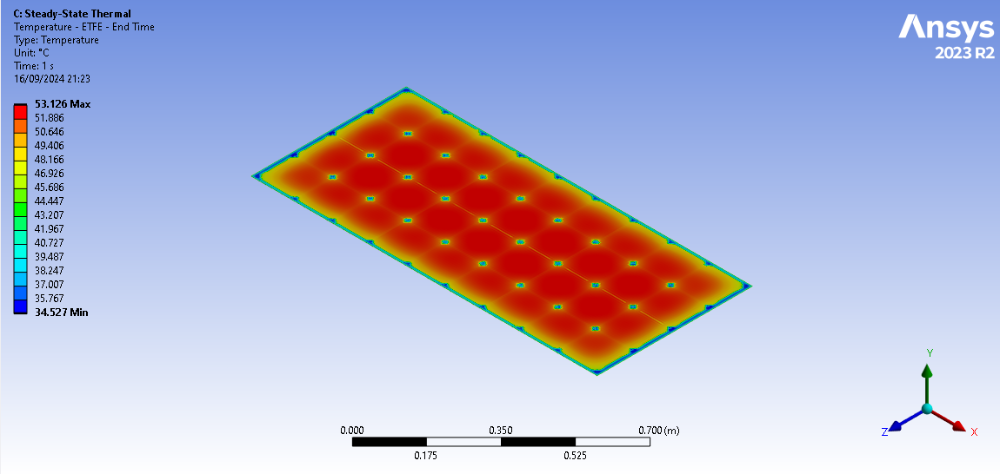 C: Steady-State Thermal
Temperature - ETFE - End Time
Type: Temperature
Unit: °C
Time: 1 s
16/09/2024 21:23
Ansys
2023 R2
53.126 Max
51.886
50.646
49.406
48.166
46.926
45.686
44.447
43.207
41.967
40.727
39.487
38.247
37.007
35.767
34.527 Min
0.000 0.350 0.700 (m)
0.175 0.525
Y
Z X